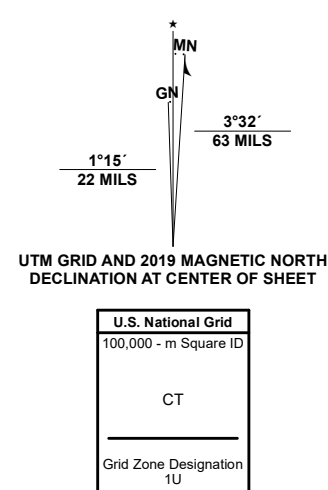 ★
MN
GN
3°32´
63 MILS
1°15´
22 MILS
UTM GRID AND 2019 MAGNETIC NORTH
DECLINATION AT CENTER OF SHEET
U.S. National Grid
100,000 - m Square ID
CT
Grid Zone Designation
1U